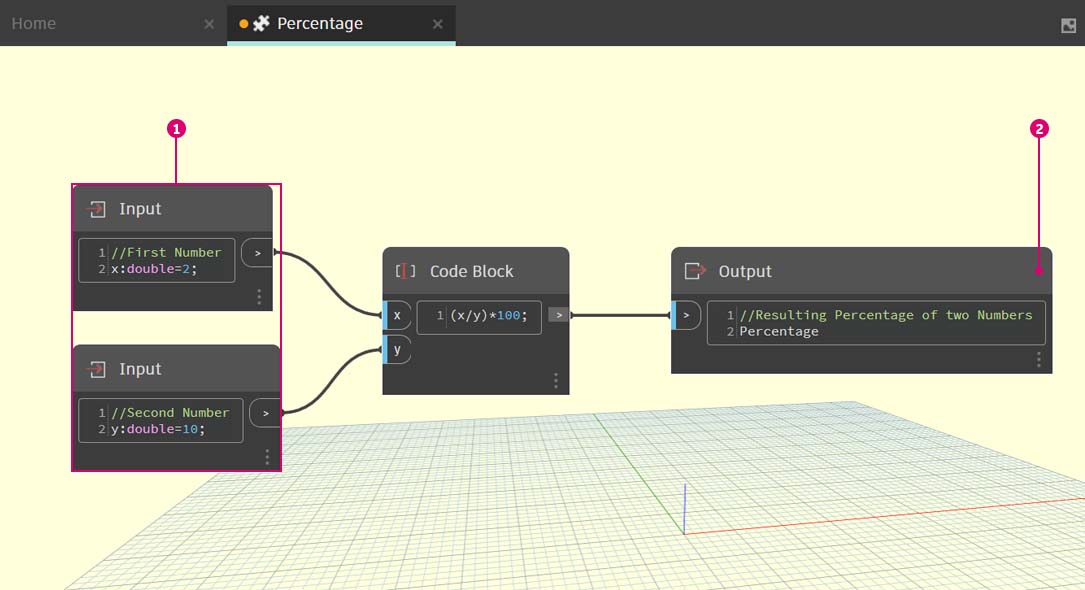 Home
Percentage
1
2
Input
1 //First Number
2 x:double=2;
>
Input
1 //Second Number
2 y:double=10;
>
Code Block
x
y
1 (x/y)*100;
>
Output
>
1 //Resulting Percentage of two Numbers
2 Percentage